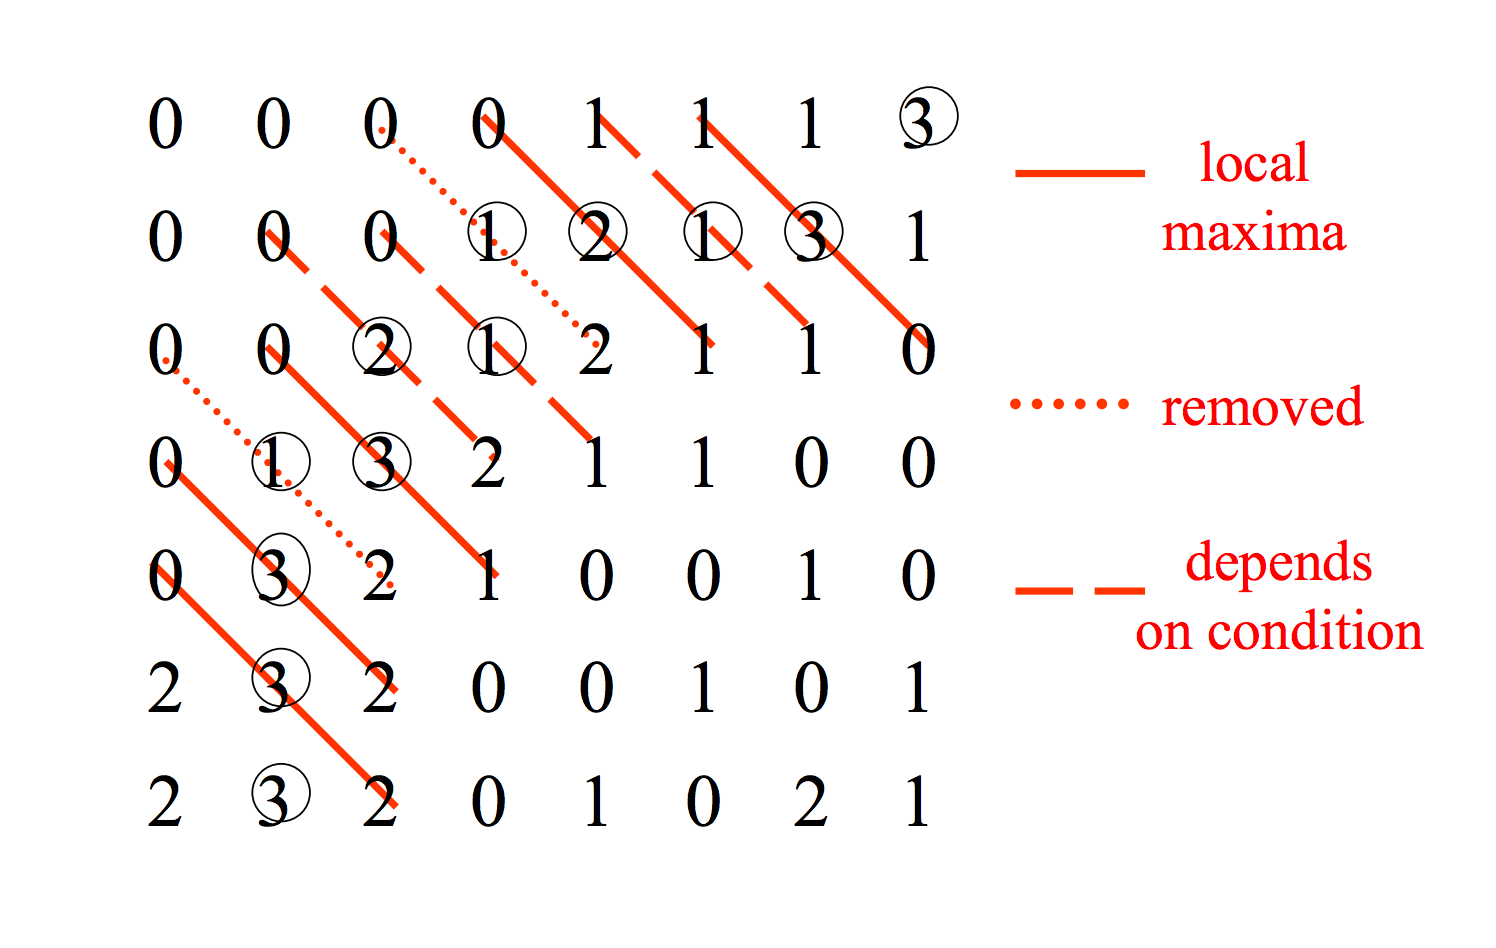 0 0 0 0 1 1 1 3
0 0 0 1 2 1 3 1
0 0 2 1 2 1 1 0
0 1 3 2 1 1 0 0
0 3 2 1 0 0 1 0
2 3 2 0 0 1 0 1
2 3 2 0 1 0 2 1
local
maxima
removed
depends
on condition